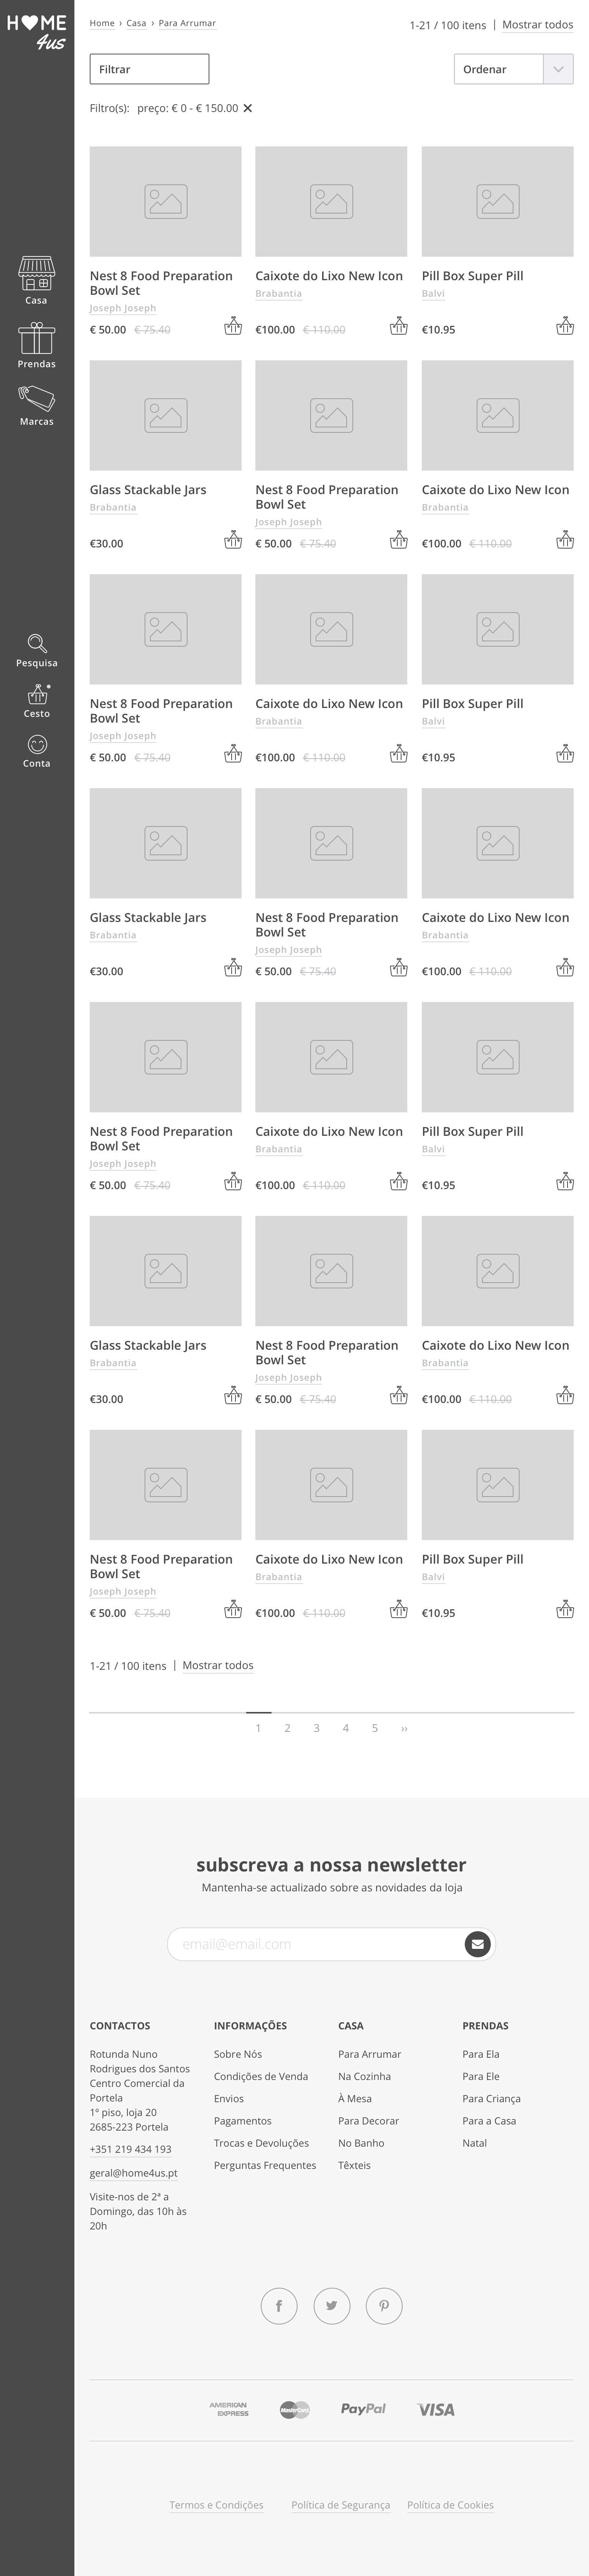 HOME
4us
Casa
Prendas
Marcas
Pesquisa
Cesto
Conta
Home › Casa › Para Arrumar
1-21 / 100 itens | Mostrar todos
Filtrar
Ordenar
Filtro(s): preço: € 0 - € 150.00 ✕
Nest 8 Food Preparation
Bowl Set
Joseph Joseph
€ 50.00 € 75.40
Caixote do Lixo New Icon
Brabantia
€100.00 € 110.00
Pill Box Super Pill
Balvi
€10.95
Glass Stackable Jars
Brabantia
€30.00
Nest 8 Food Preparation
Bowl Set
Joseph Joseph
€ 50.00 € 75.40
Caixote do Lixo New Icon
Brabantia
€100.00 € 110.00
Nest 8 Food Preparation
Bowl Set
Joseph Joseph
€ 50.00 € 75.40
Caixote do Lixo New Icon
Brabantia
€100.00 € 110.00
Pill Box Super Pill
Balvi
€10.95
Glass Stackable Jars
Brabantia
€30.00
Nest 8 Food Preparation
Bowl Set
Joseph Joseph
€ 50.00 € 75.40
Caixote do Lixo New Icon
Brabantia
€100.00 € 110.00
Nest 8 Food Preparation
Bowl Set
Joseph Joseph
€ 50.00 € 75.40
Caixote do Lixo New Icon
Brabantia
€100.00 € 110.00
Pill Box Super Pill
Balvi
€10.95
Glass Stackable Jars
Brabantia
€30.00
Nest 8 Food Preparation
Bowl Set
Joseph Joseph
€ 50.00 € 75.40
Caixote do Lixo New Icon
Brabantia
€100.00 € 110.00
Nest 8 Food Preparation
Bowl Set
Joseph Joseph
€ 50.00 € 75.40
Caixote do Lixo New Icon
Brabantia
€100.00 € 110.00
Pill Box Super Pill
Balvi
€10.95
1-21 / 100 itens | Mostrar todos
1 2 3 4 5 ››
subscreva a nossa newsletter
Mantenha-se actualizado sobre as novidades da loja
email@email.com
CONTACTOS
Rotunda Nuno
Rodrigues dos Santos
Centro Comercial da
Portela
1º piso, loja 20
2685-223 Portela
+351 219 434 193
geral@home4us.pt
Visite-nos de 2ª a
Domingo, das 10h às
20h
INFORMAÇÕES
Sobre Nós
Condições de Venda
Envios
Pagamentos
Trocas e Devoluções
Perguntas Frequentes
CASA
Para Arrumar
Na Cozinha
À Mesa
Para Decorar
No Banho
Têxteis
PRENDAS
Para Ela
Para Ele
Para Criança
Para a Casa
Natal
AMERICAN
EXPRESS
MasterCard
PayPal
VISA
Termos e Condições
Política de Segurança
Política de Cookies